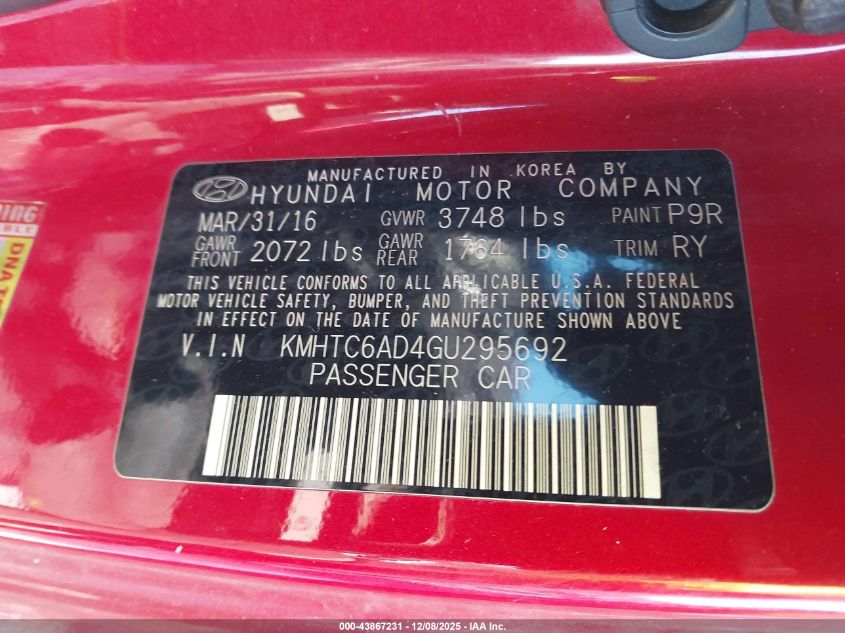 MANUFACTURED IN KOREA BY
HYUNDAI MOTOR COMPANY
MAR/31/16 GVWR 3748 lbs PAINT P9R
GAWR FRONT 2072 lbs GAWR REAR 1764 lbs TRIM RY
THIS VEHICLE CONFORMS TO ALL APPLICABLE U.S.A. FEDERAL
MOTOR VEHICLE SAFETY, BUMPER, AND THEFT PREVENTION STANDARDS
IN EFFECT ON THE DATE OF MANUFACTURE SHOWN ABOVE
V.I.N KMHTC6AD4GU295692
PASSENGER CAR
DNA
000-43867231 - 12/08/2025 - IAA Inc.